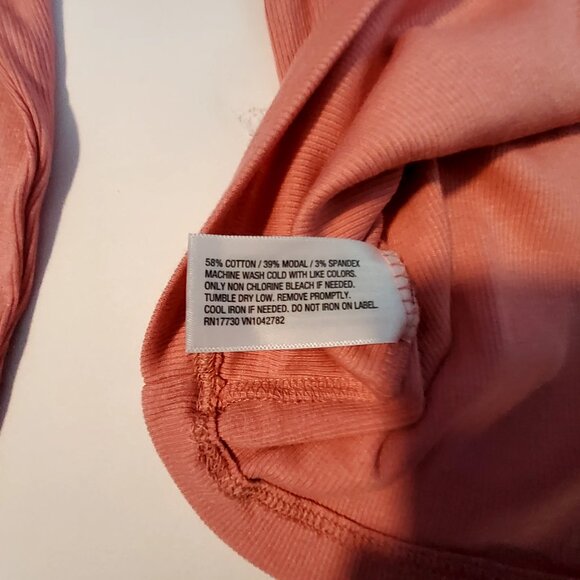 58% COTTON / 39% MODAL / 3% SPANDEX
MACHINE WASH COLD WITH LIKE COLORS.
ONLY NON CHLORINE BLEACH IF NEEDED.
TUMBLE DRY LOW. REMOVE PROMPTLY.
COOL IRON IF NEEDED. DO NOT IRON ON LABEL.
RN17730 VN1042782